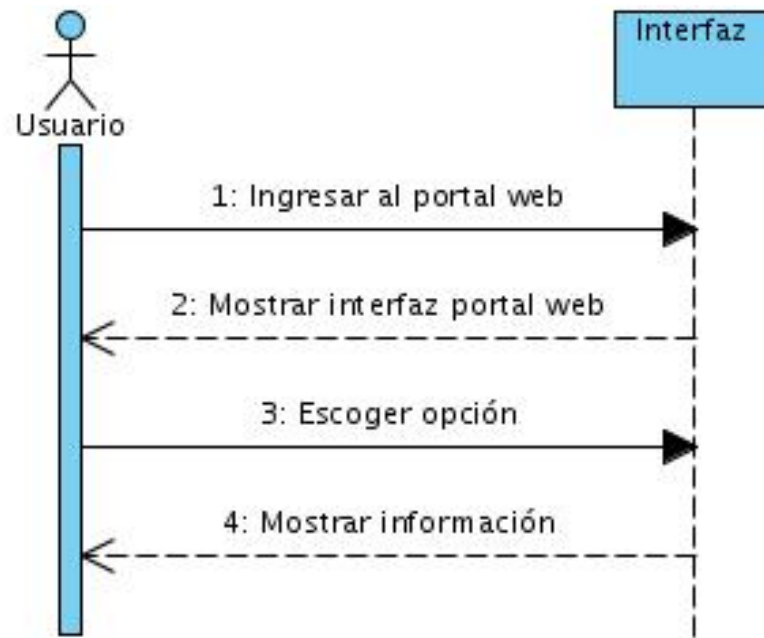 Interfaz
Usuario
1: Ingresar al portal web
2: Mostrar interfaz portal web
3: Escoger opción
4: Mostrar información